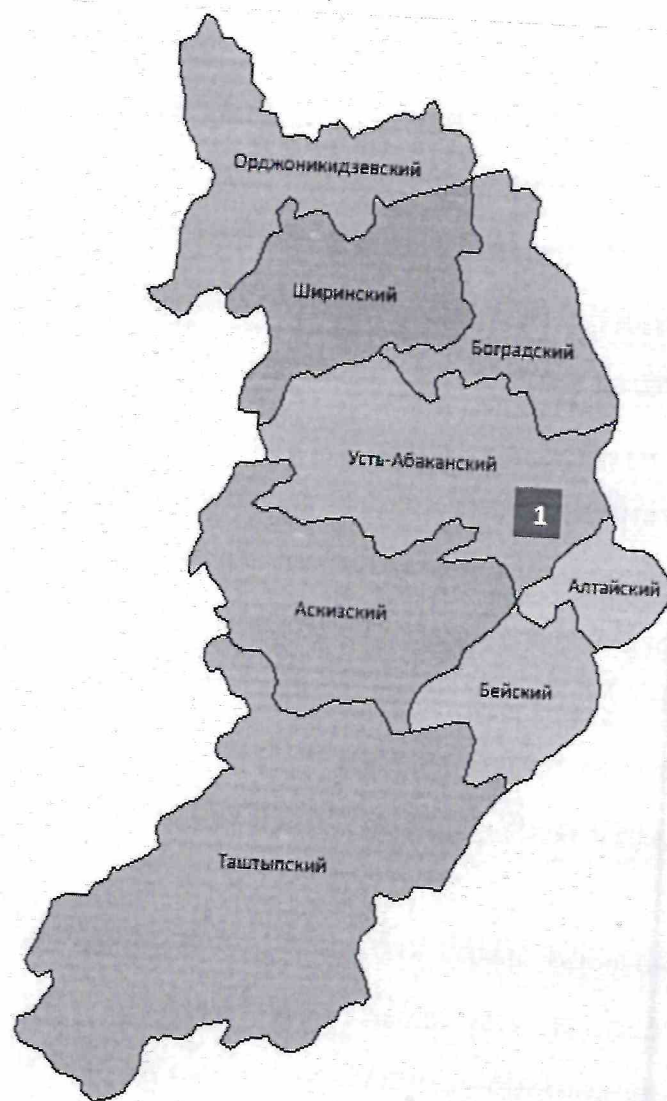 Орджоникидзевский
Ширинский
Боградский
Усть-Абаканский
1
Алтайский
Аскизский
Бейский
Таштыпский